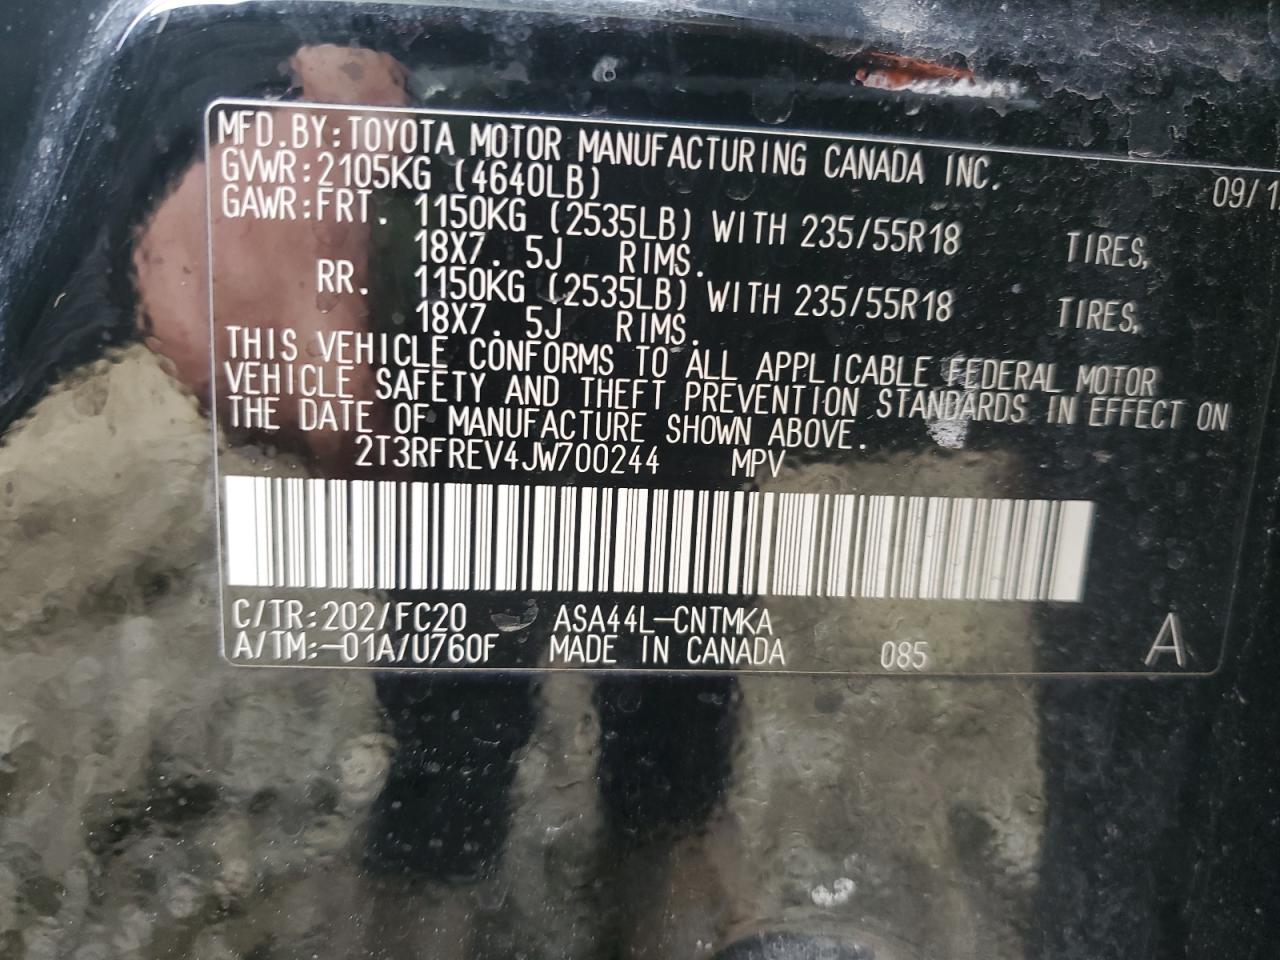 MFD.BY:TOYOTA MOTOR MANUFACTURING CANADA INC.
GVWR:2105KG (4640LB) 09/1
GAWR:FRT. 1150KG (2535LB) WITH 235/55R18 TIRES,
18X7.5J RIMS.
RR. 1150KG (2535LB) WITH 235/55R18 TIRES,
18X7.5J RIMS.
THIS VEHICLE CONFORMS TO ALL APPLICABLE FEDERAL MOTOR
VEHICLE SAFETY AND THEFT PREVENTION STANDARDS IN EFFECT ON
THE DATE OF MANUFACTURE SHOWN ABOVE.
2T3RFREV4JW700244 MPV
C/TR:202/FC20 ASA44L-CNTMKA
A/TM:-01A/U760F MADE IN CANADA 085 A